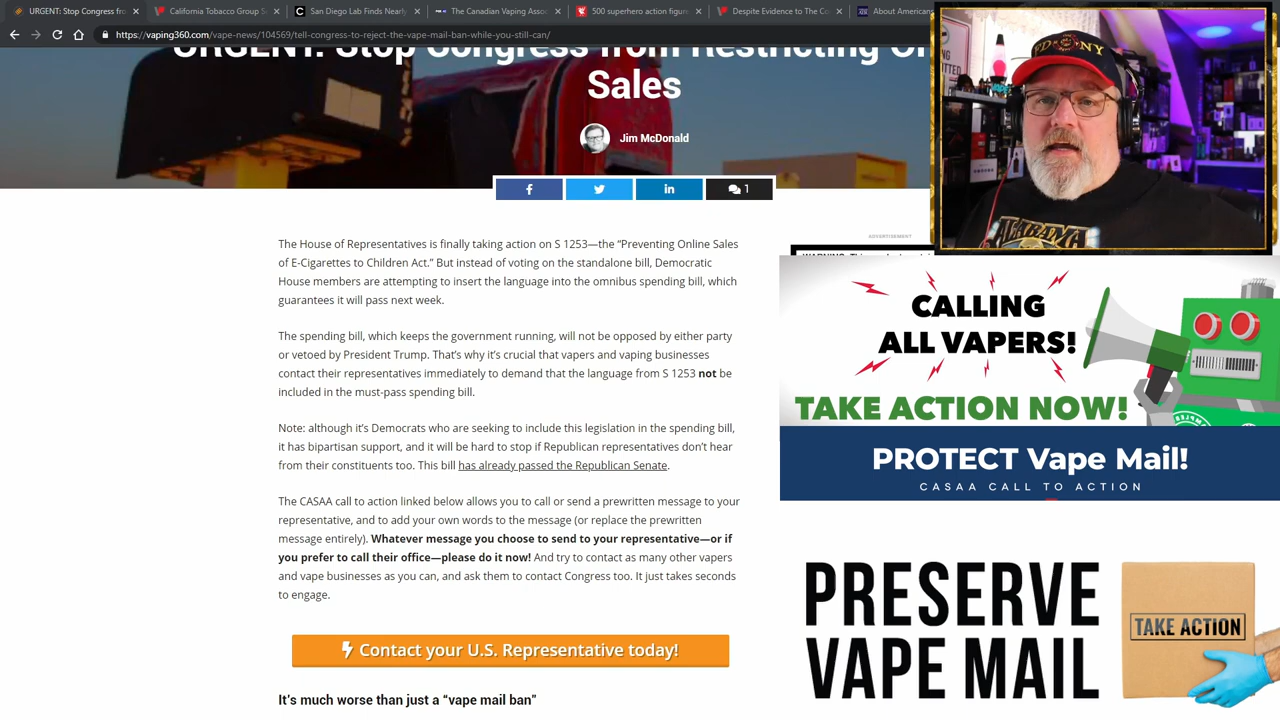 URGENT: Stop Congress fro
California Tobacco Group S
San Diego Lab Finds Nearly
The Canadian Vaping Assoc
500 superhero action figur
Despite Evidence to The Co
About American
https://vaping360.com/vape-news/104569/tell-congress-to-reject-the-vape-mail-ban-while-you-still-can/
URGENT: Stop Congress from Restricting
Sales
Jim McDonald
1
The House of Representatives is finally taking action on S 1253—the “Preventing Online Sales
of E-Cigarettes to Children Act.” But instead of voting on the standalone bill, Democratic
House members are attempting to insert the language into the omnibus spending bill, which
guarantees it will pass next week.
The spending bill, which keeps the government running, will not be opposed by either party
or vetoed by President Trump. That’s why it’s crucial that vapers and vaping businesses
contact their representatives immediately to demand that the language from S 1253 not be
included in the must-pass spending bill.
Note: although it’s Democrats who are seeking to include this legislation in the spending bill,
it has bipartisan support, and it will be hard to stop if Republican representatives don’t hear
from their constituents too. This bill has already passed the Republican Senate.
The CASAA call to action linked below allows you to call or send a prewritten message to your
representative, and to add your own words to the message (or replace the prewritten
message entirely). Whatever message you choose to send to your representative—or if
you prefer to call their office—please do it now! And try to contact as many other vapers
and vape businesses as you can, and ask them to contact Congress too. It just takes seconds
to engage.
Contact your U.S. Representative today!
It’s much worse than just a “vape mail ban”
ADVERTISEMENT
CALLING
ALL VAPERS!
TAKE ACTION NOW!
PROTECT Vape Mail!
CASAA CALL TO ACTION
PRESERVE
VAPE MAIL
TAKE ACTION
ALABAMA